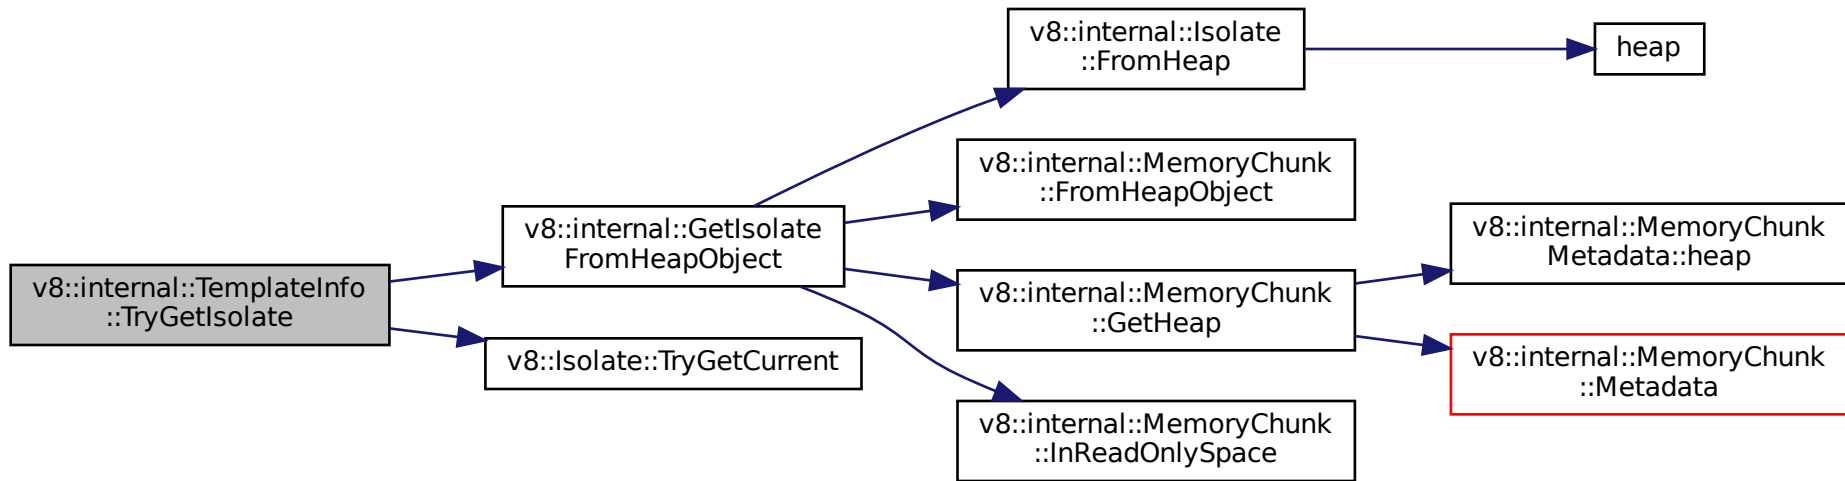 v8::internal::TemplateInfo
::TryGetIsolate
v8::internal::GetIsolate
FromHeapObject
v8::Isolate::TryGetCurrent
v8::internal::Isolate
::FromHeap
v8::internal::MemoryChunk
::FromHeapObject
v8::internal::MemoryChunk
::GetHeap
v8::internal::MemoryChunk
::InReadOnlySpace
heap
v8::internal::MemoryChunk
Metadata::heap
v8::internal::MemoryChunk
::Metadata